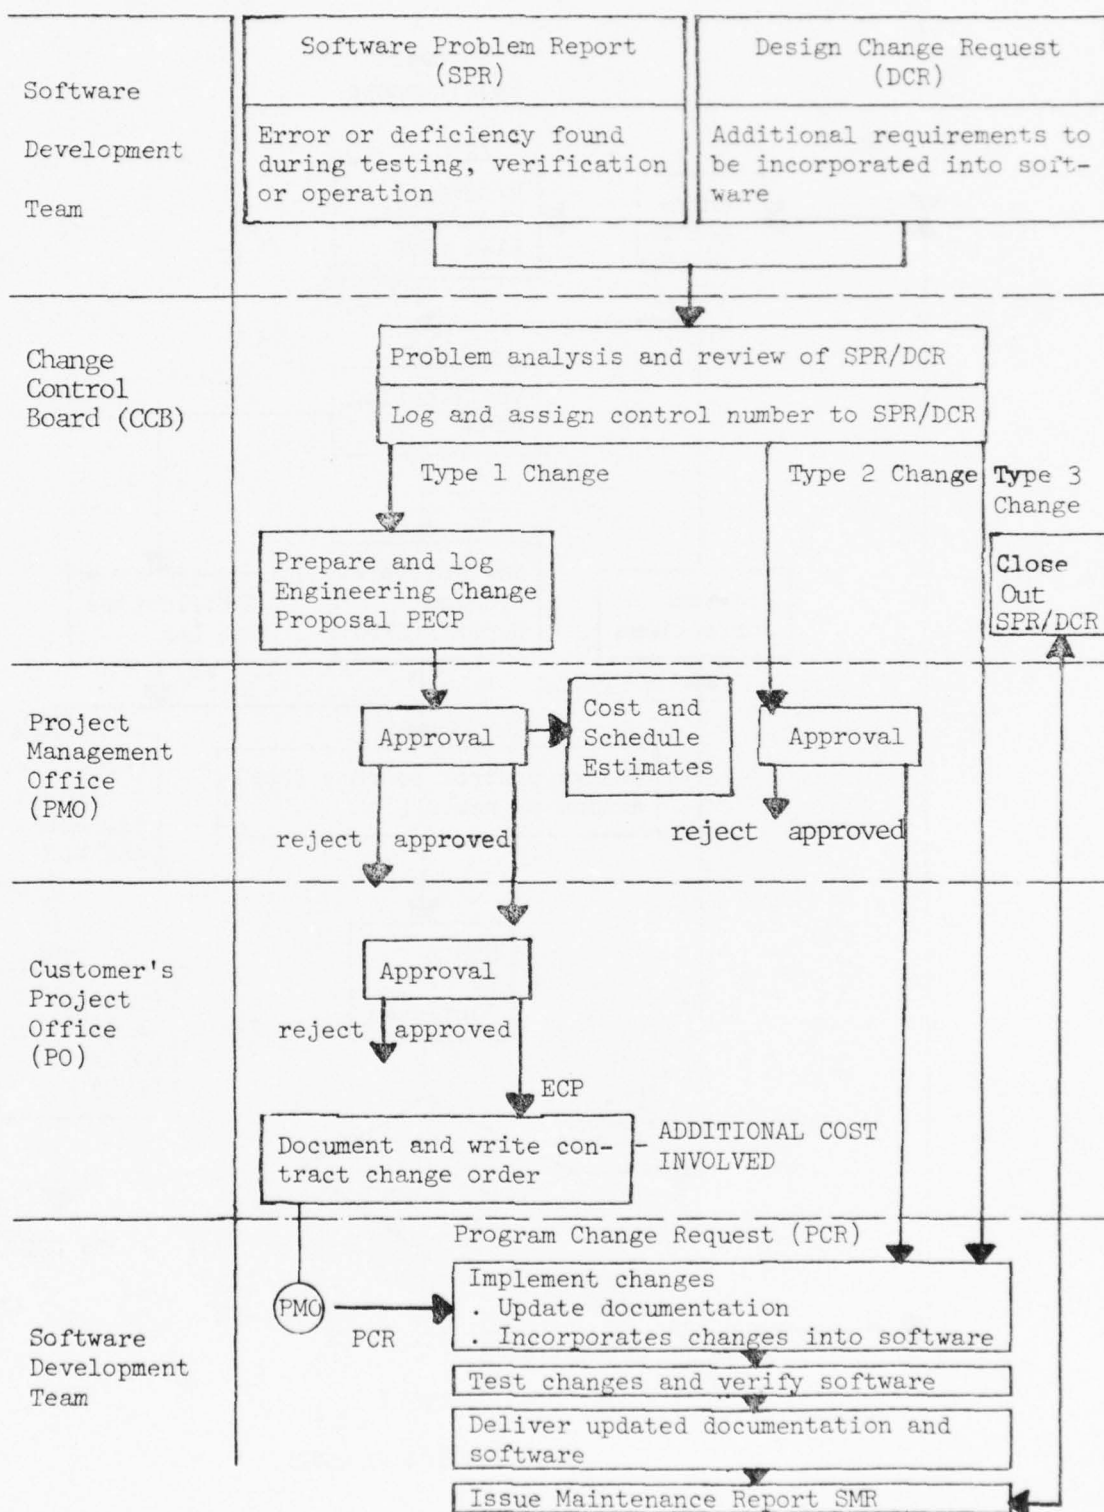 Software
Development
Team
Software Problem Report
(SPR)
Error or deficiency found
during testing, verification
or operation
Design Change Request
(DCR)
Additional requirements to
be incorporated into soft-
ware
Change
Control
Board (CCB)
Problem analysis and review of SPR/DCR
Log and assign control number to SPR/DCR
Type 1 Change
Type 2 Change
Type 3
Change
Prepare and log
Engineering Change
Proposal PECP
Close
Out
SPR/DCR
Project
Management
Office
(PMO)
Approval
Cost and
Schedule
Estimates
Approval
reject approved
reject approved
Customer's
Project
Office
(PO)
Approval
reject approved
ECP
Document and write con-
tract change order
ADDITIONAL COST
INVOLVED
Software
Development
Team
Program Change Request (PCR)
PMO
PCR
Implement changes
. Update documentation
. Incorporates changes into software
Test changes and verify software
Deliver updated documentation and
software
Issue Maintenance Report SMR